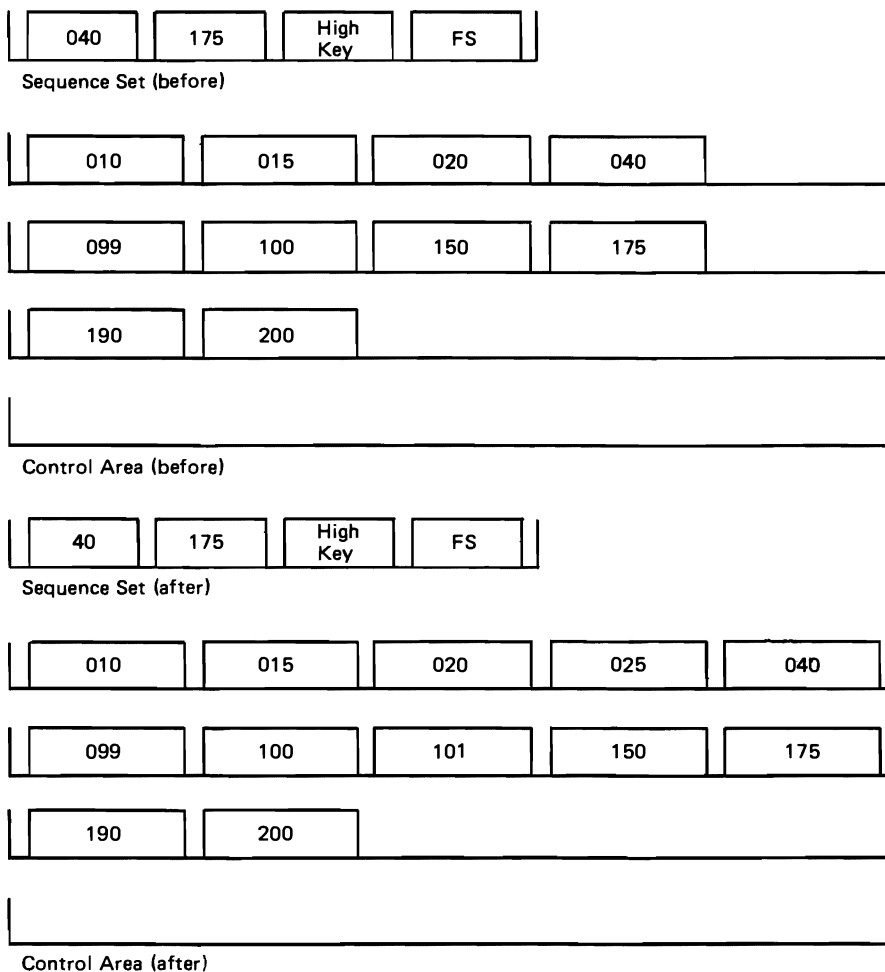 040 175 High Key FS
Sequence Set (before)
010 015 020 040
099 100 150 175
190 200
Control Area (before)
40 175 High Key FS
Sequence Set (after)
010 015 020 025 040
099 100 101 150 175
190 200
Control Area (after)